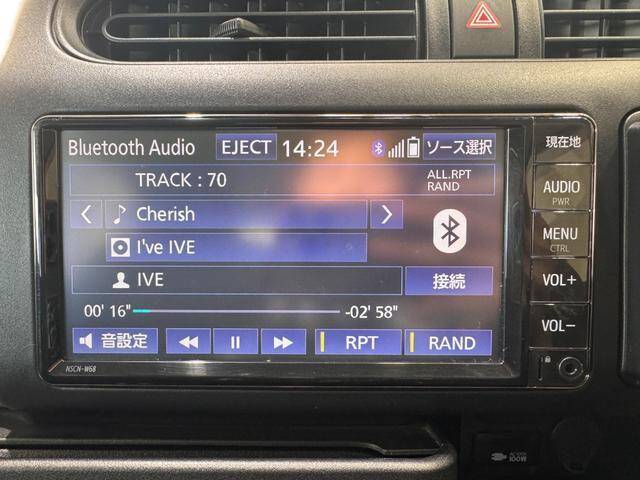 Bluetooth Audio EJECT 14:24 ソース選択
TRACK : 70
ALL.RPT
RAND
Cherish
I've IVE
IVE 接続
00' 16" -02' 58"
音設定 RPT RAND
NSCN-W68
現在地
AUDIO
PWR
MENU
CTRL
VOL+
VOL−
AC100V
100W